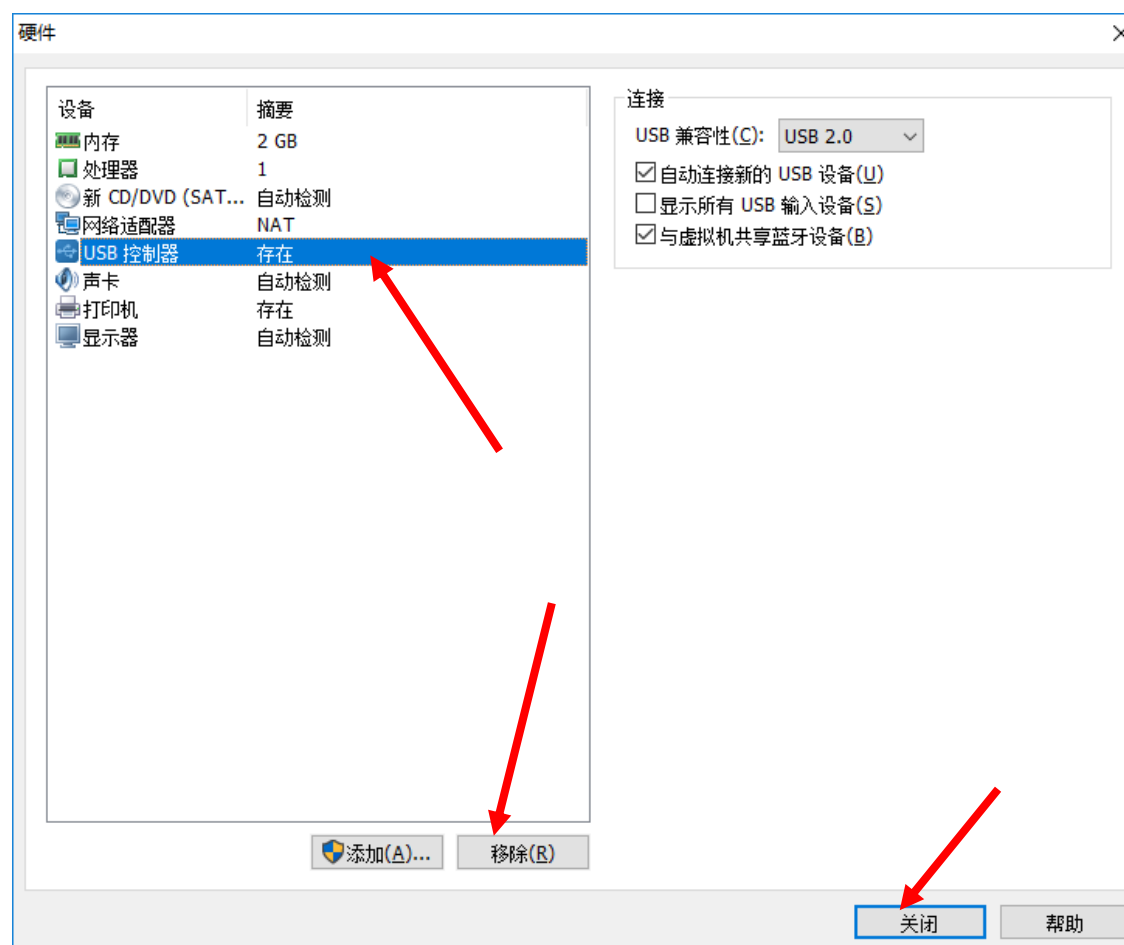 硬件
设备 摘要
内存 2 GB
处理器 1
新 CD/DVD (SAT... 自动检测
网络适配器 NAT
USB 控制器 存在
声卡 自动检测
打印机 存在
显示器 自动检测
连接
USB 兼容性(C): USB 2.0
自动连接新的 USB 设备(U)
显示所有 USB 输入设备(S)
与虚拟机共享蓝牙设备(B)
添加(A)... 移除(R)
关闭 帮助